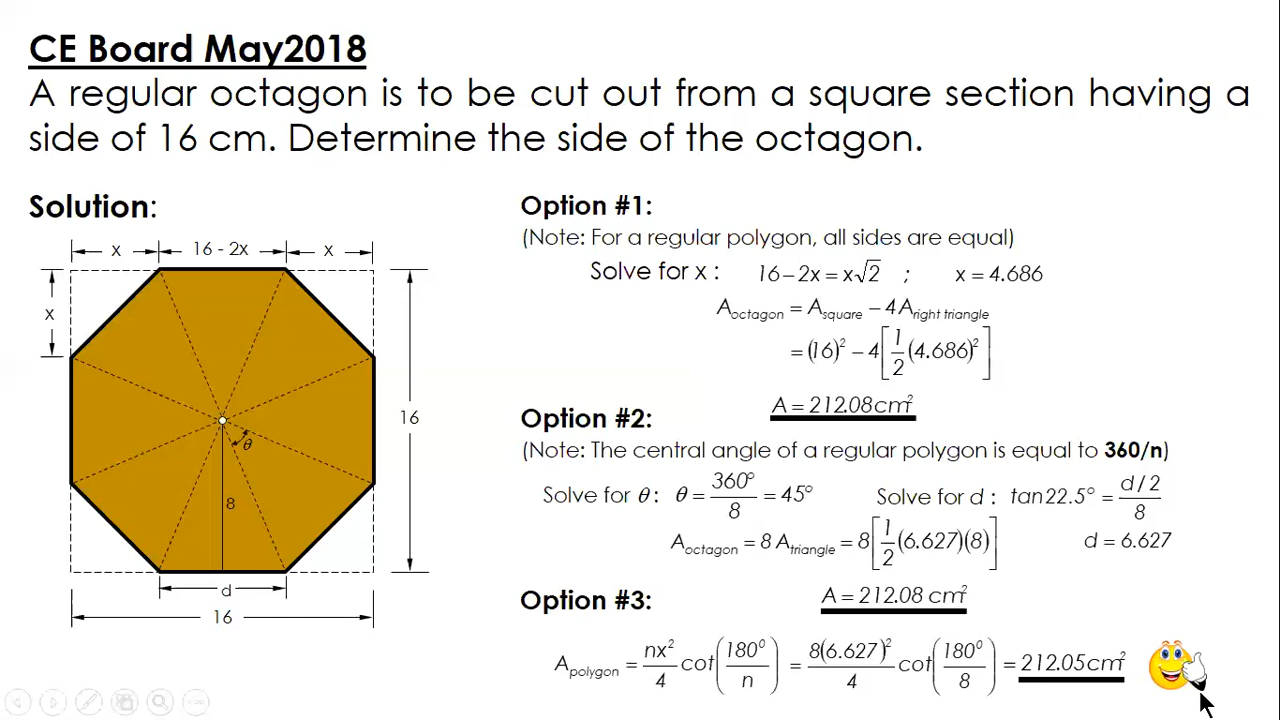 CE Board May2018
A regular octagon is to be cut out from a square section having a
side of 16 cm. Determine the side of the octagon.
Solution:
x
16 - 2x
x
x
θ
8
16
d
16
Option #1:
(Note: For a regular polygon, all sides are equal)
Solve for x : 16 – 2x = x√2 ; x = 4.686
A_octagon = A_square – 4A_right triangle
= (16)² – 4[1/2 (4.686)²]
A = 212.08cm²
Option #2:
(Note: The central angle of a regular polygon is equal to 360/n)
Solve for θ : θ = 360°/8 = 45° Solve for d : tan22.5° = (d / 2)/8
A_octagon = 8 A_triangle = 8[1/2 (6.627)(8)] d = 6.627
A = 212.08 cm²
Option #3:
A_polygon = nx²/4 cot(180⁰/n) = 8(6.627)²/4 cot(180⁰/8) = 212.05cm²